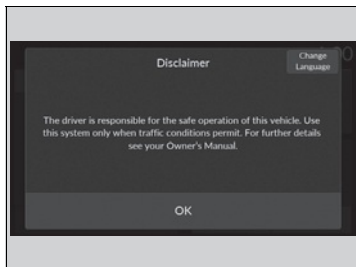 Disclaimer
Change
Language
The driver is responsible for the safe operation of this vehicle. Use
this system only when traffic conditions permit. For further details
see your Owner's Manual.
OK